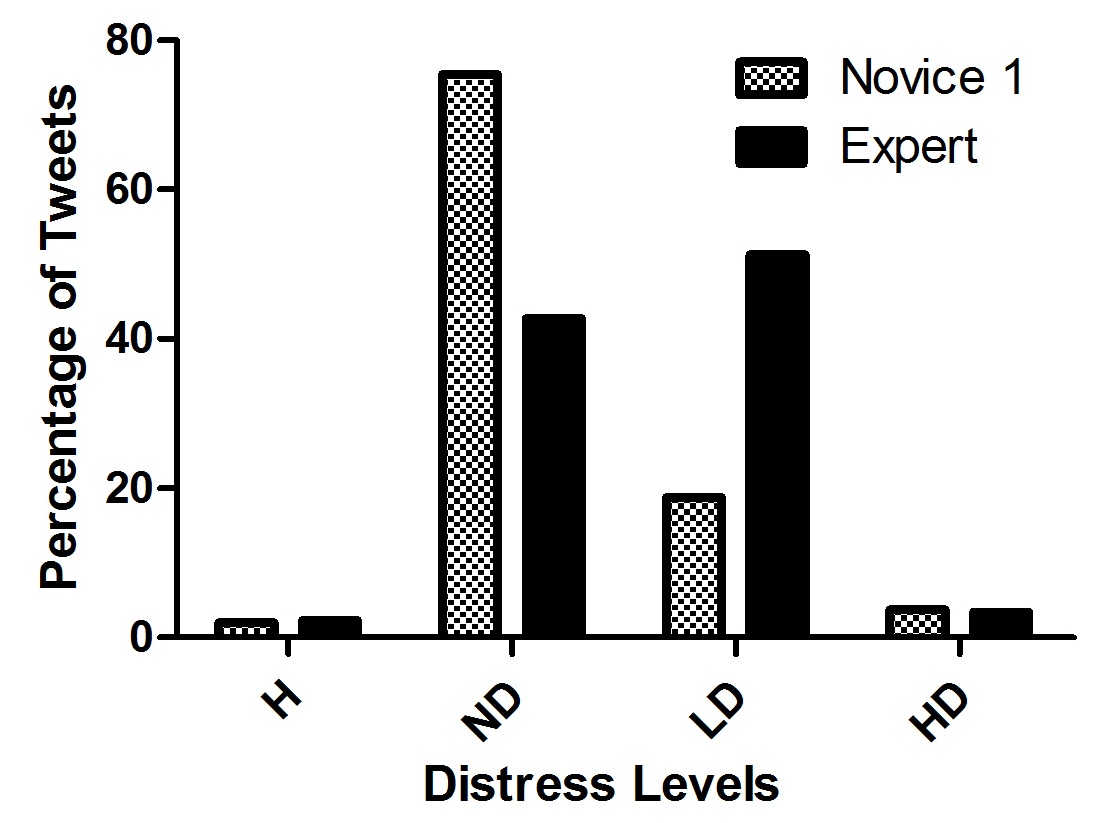 80
60
40
20
0
Percentage of Tweets
Novice 1
Expert
H
ND
LD
HD
Distress Levels